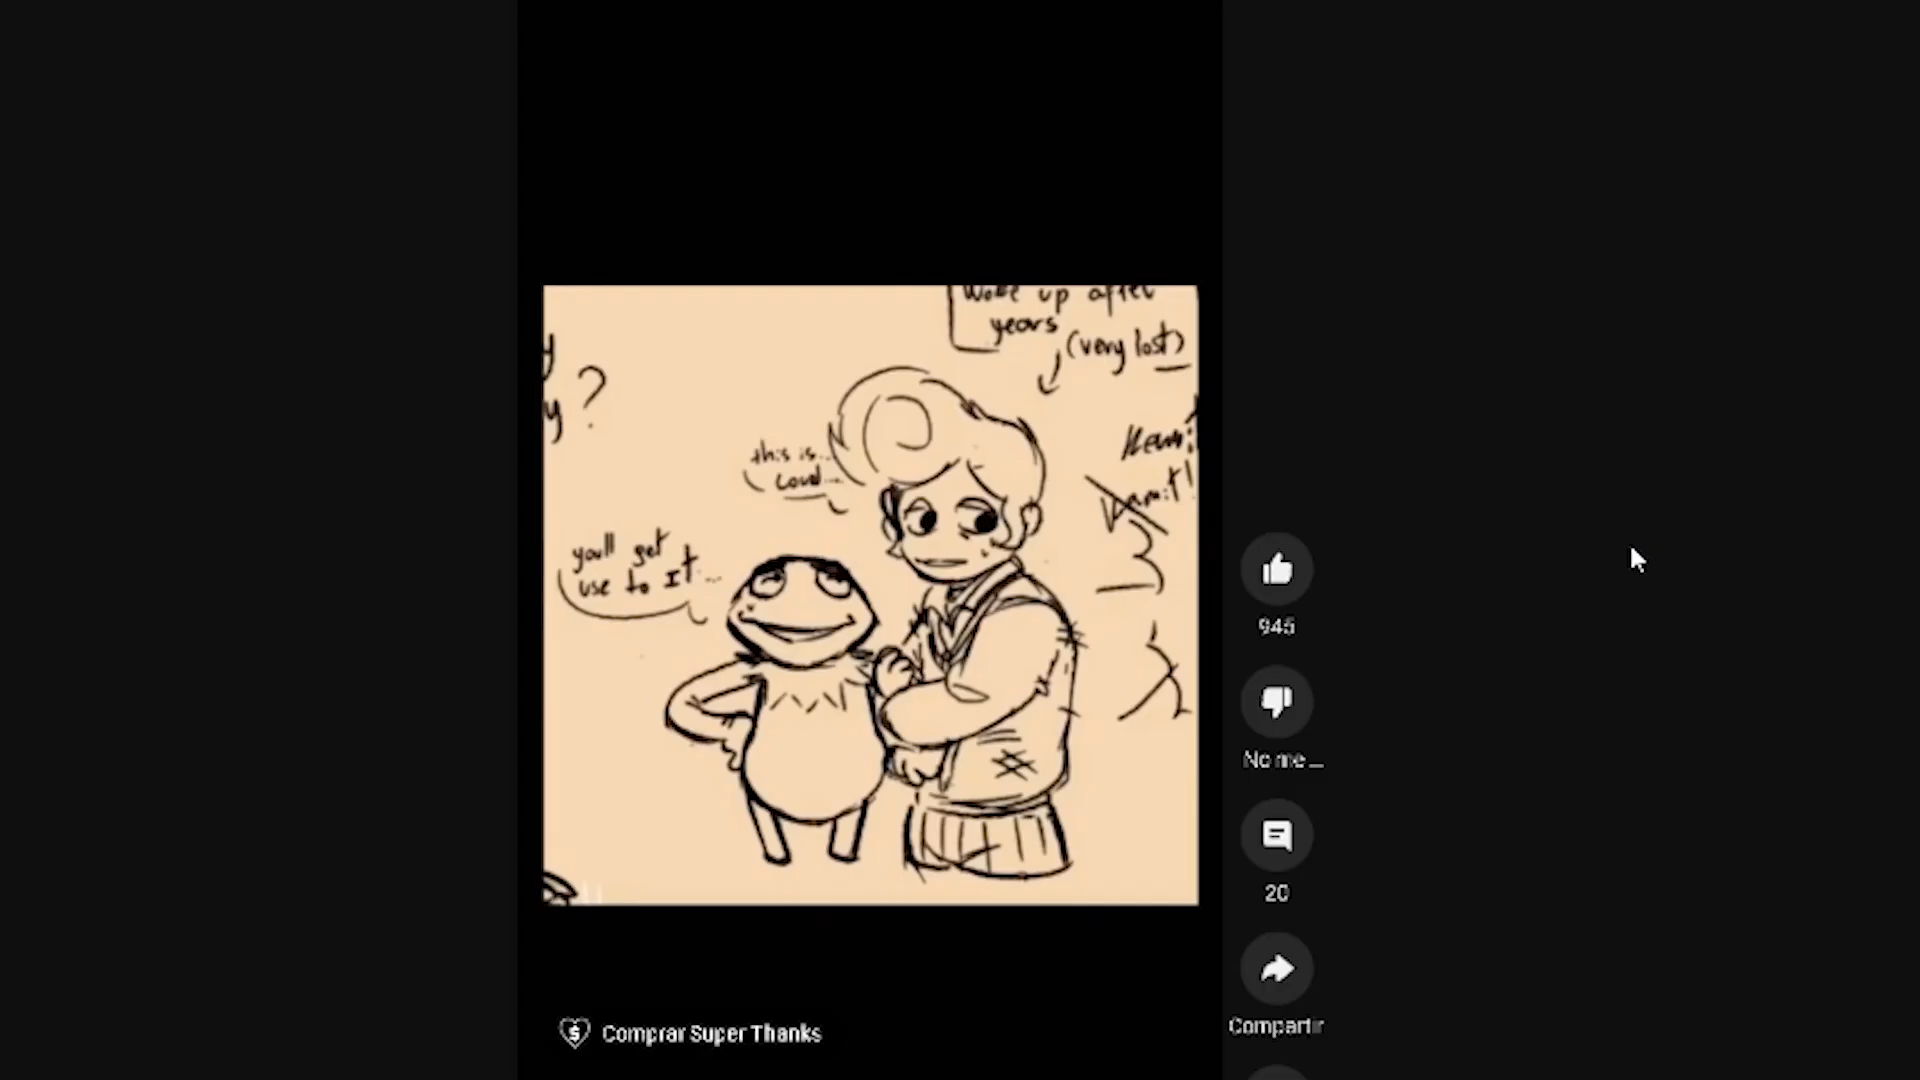 woke up after
years
(very lost)
y
y?
this is..
Loud...
you'll get
use to It...
945
No me...
20
Compartir
Comprar Super Thanks